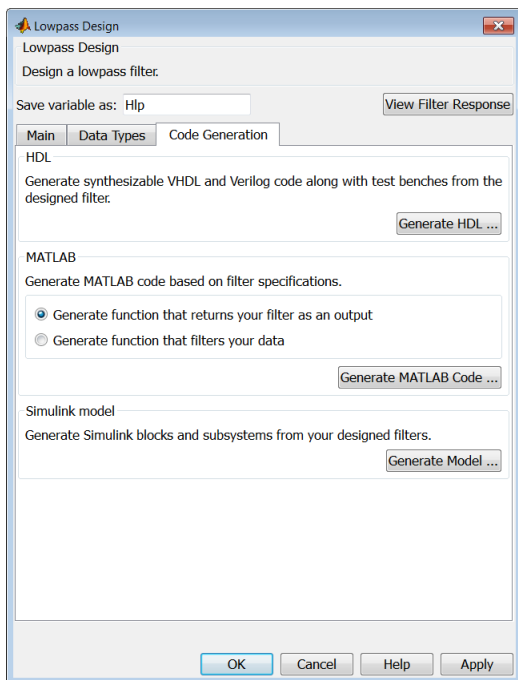 Lowpass Design
Lowpass Design
Design a lowpass filter.
Save variable as: Hlp
View Filter Response
Main
Data Types
Code Generation
HDL
Generate synthesizable VHDL and Verilog code along with test benches from the
designed filter.
Generate HDL ...
MATLAB
Generate MATLAB code based on filter specifications.
Generate function that returns your filter as an output
Generate function that filters your data
Generate MATLAB Code ...
Simulink model
Generate Simulink blocks and subsystems from your designed filters.
Generate Model ...
OK
Cancel
Help
Apply